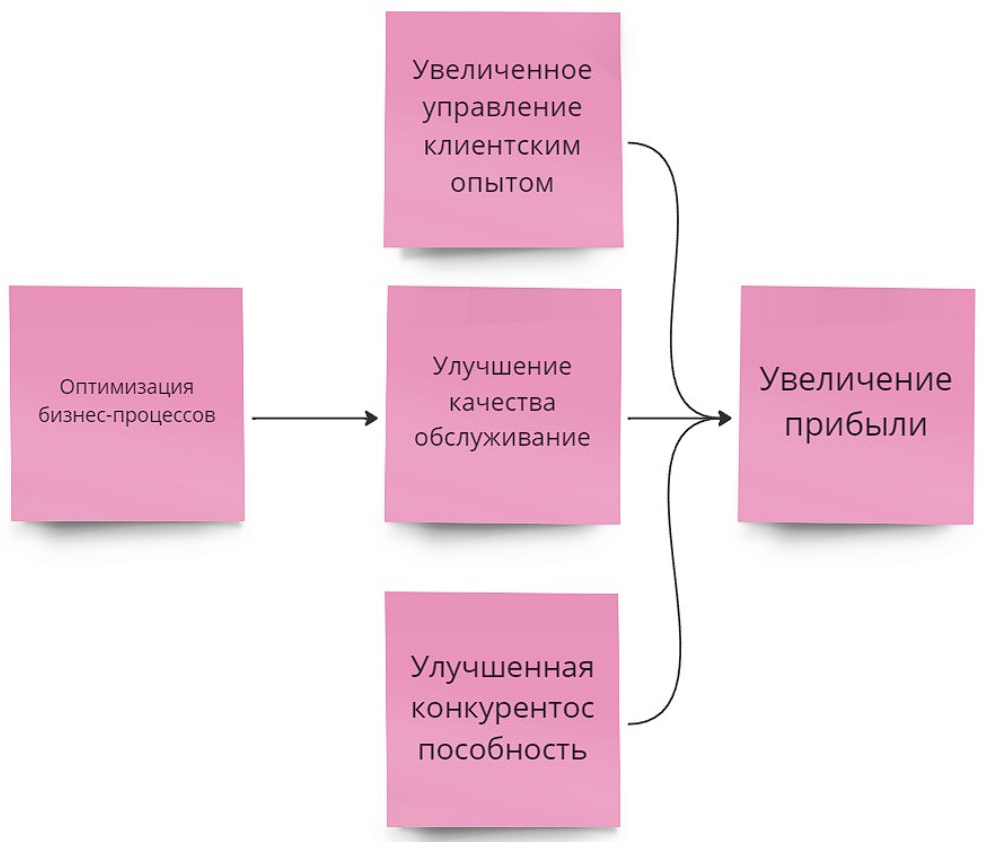 Увеличенное
управление
клиентским
опытом
Оптимизация
бизнес-процессов
Улучшение
качества
обслуживание
Увеличение
прибыли
Улучшенная
конкурентос
пособность